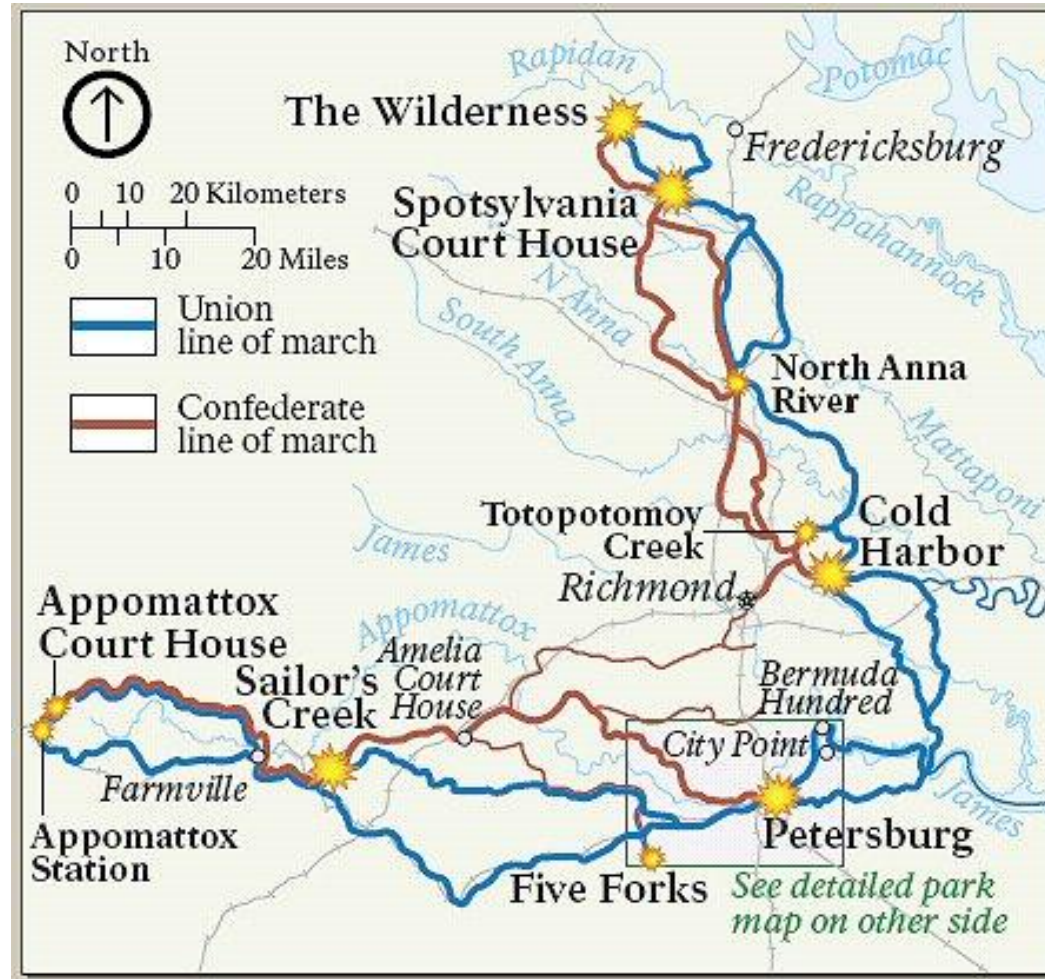 North
Rapidan
Potomac
The Wilderness
Fredericksburg
0 10 20 Kilometers
0 10 20 Miles
Spotsylvania
Court House
Rappahannock
Union
line of march
N Anna
South Anna
Confederate
line of march
North Anna
River
Mattaponi
Totopotomoy
Creek
Cold
Harbor
James
Richmond
Appomattox
Court House
Appomattox
Amelia
Court
House
Sailor's
Creek
Bermuda
Hundred
City Point
Farmville
James
Appomattox
Station
Petersburg
Five Forks
See detailed park
map on other side